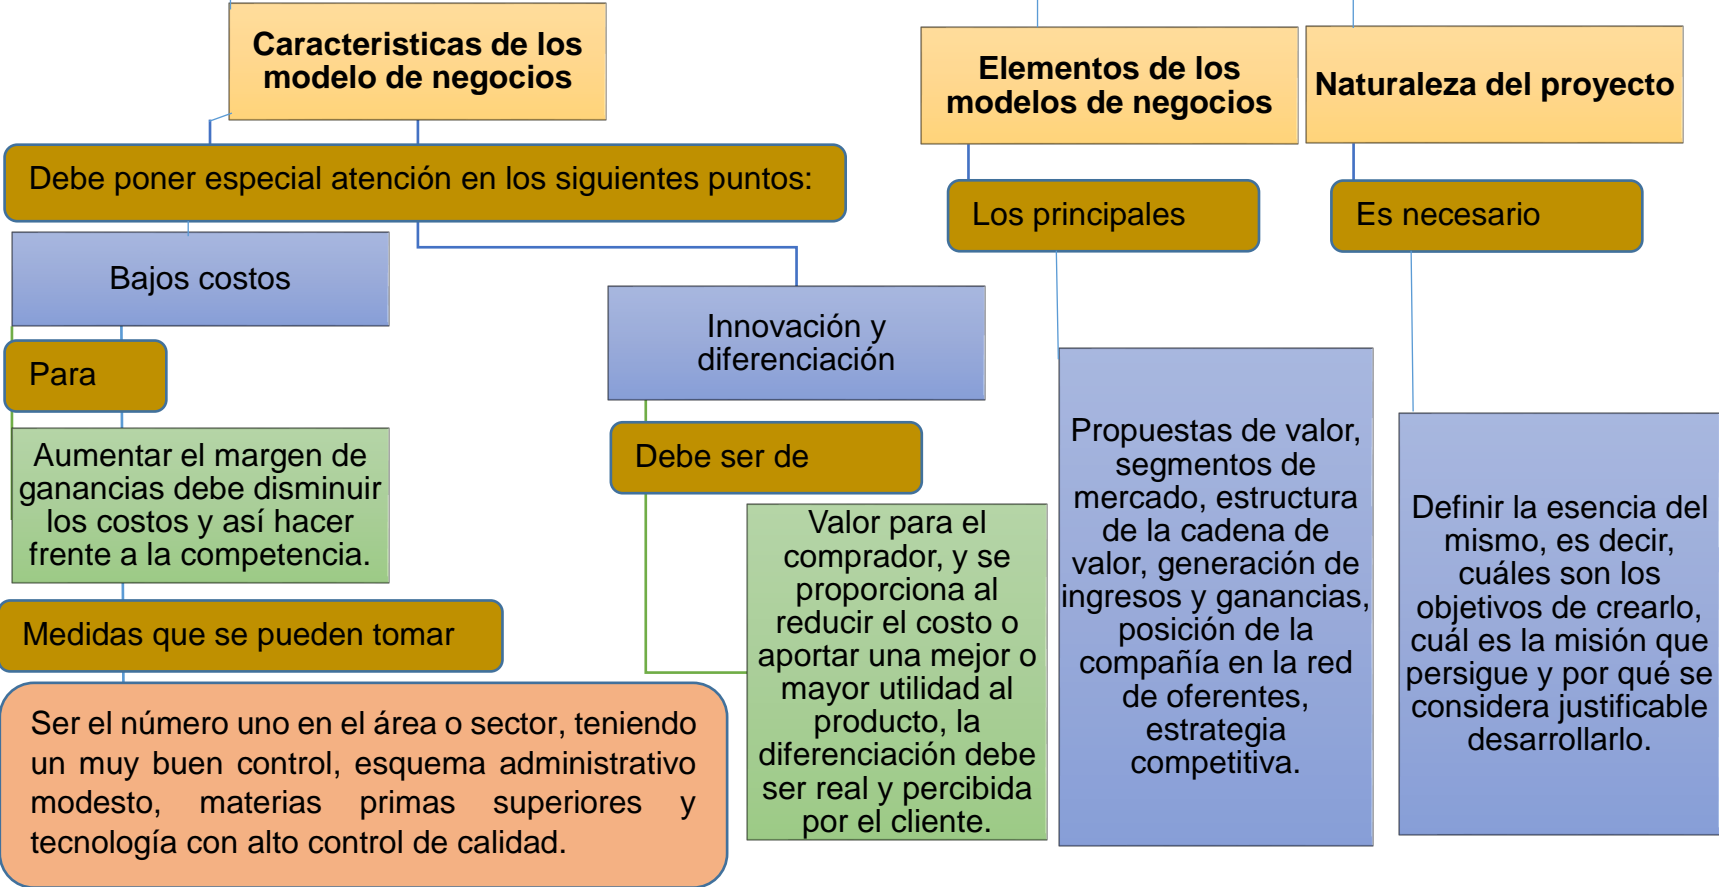 Caracteristicas de los
modelo de negocios
Debe poner especial atención en los siguientes puntos:
Bajos costos
Para
Aumentar el margen de
ganancias debe disminuir
los costos y así hacer
frente a la competencia.
Medidas que se pueden tomar
Ser el número uno en el área o sector, teniendo
un muy buen control, esquema administrativo
modesto, materias primas superiores y
tecnología con alto control de calidad.
Innovación y
diferenciación
Debe ser de
Valor para el
comprador, y se
proporciona al
reducir el costo o
aportar una mejor o
mayor utilidad al
producto, la
diferenciación debe
ser real y percibida
por el cliente.
Elementos de los
modelos de negocios
Los principales
Propuestas de valor,
segmentos de
mercado, estructura
de la cadena de
valor, generación de
ingresos y ganancias,
posición de la
compañía en la red
de oferentes,
estrategia
competitiva.
Naturaleza del proyecto
Es necesario
Definir la esencia del
mismo, es decir,
cuáles son los
objetivos de crearlo,
cuál es la misión que
persigue y por qué se
considera justificable
desarrollarlo.